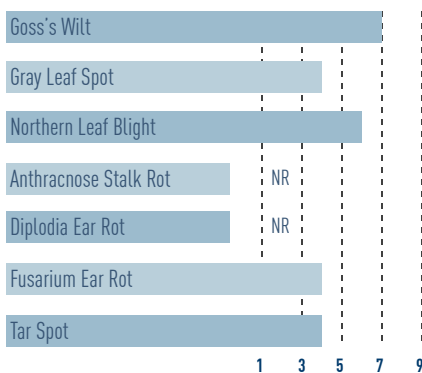 Goss's Wilt
Gray Leaf Spot
Northern Leaf Blight
Anthracnose Stalk Rot NR
Diplodia Ear Rot NR
Fusarium Ear Rot
Tar Spot
1 3 5 7 9